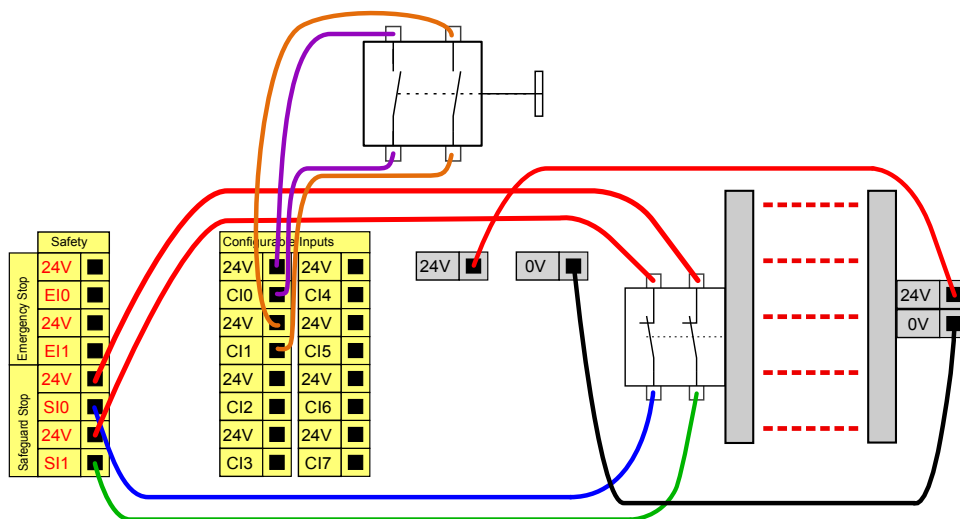 Safety
Emergency Stop
24V
EI0
24V
EI1
Safeguard Stop
24V
SI0
24V
SI1
Configurable Inputs
24V 24V
CI0 CI4
24V 24V
CI1 CI5
24V 24V
CI2 CI6
24V 24V
CI3 CI7
24V
0V
24V
0V